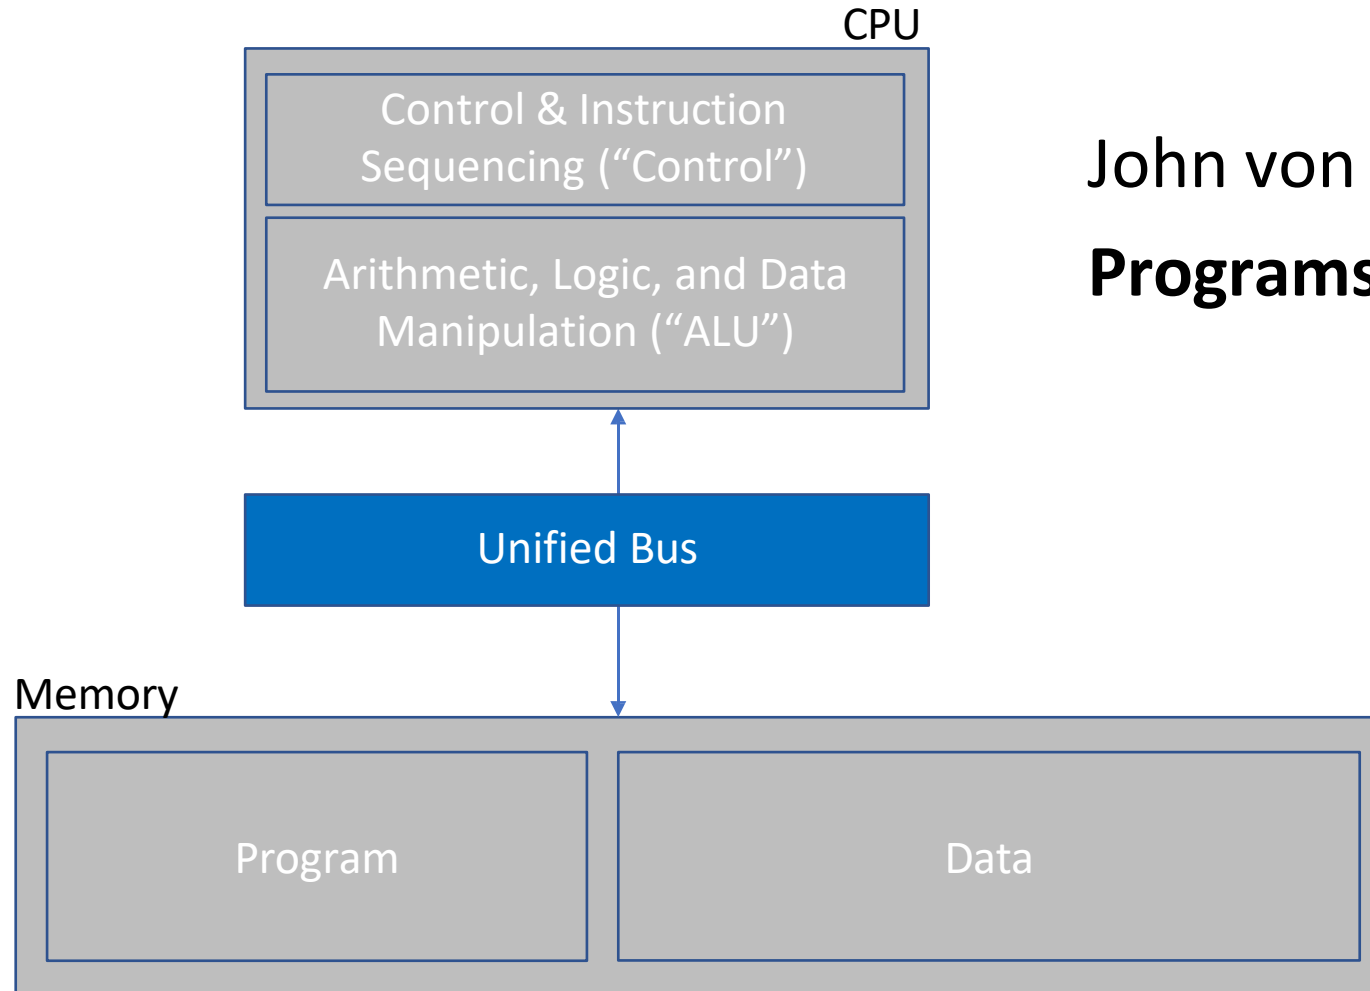 CPU
Control & Instruction
Sequencing (“Control”)
Arithmetic, Logic, and Data
Manipulation (“ALU”)
John von
Programs
Unified Bus
Memory
Program
Data